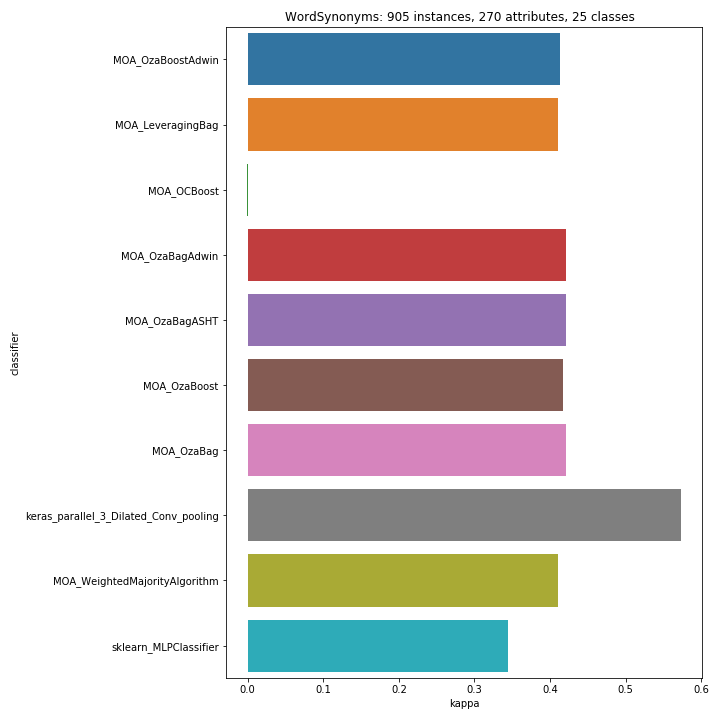 WordSynonyms: 905 instances, 270 attributes, 25 classes
MOA_OzaBoostAdwin
MOA_LeveragingBag
MOA_OCBoost
MOA_OzaBagAdwin
MOA_OzaBagASHT
MOA_OzaBoost
MOA_OzaBag
keras_parallel_3_Dilated_Conv_pooling
MOA_WeightedMajorityAlgorithm
sklearn_MLPClassifier
classifier
0.0 0.1 0.2 0.3 0.4 0.5 0.6
kappa